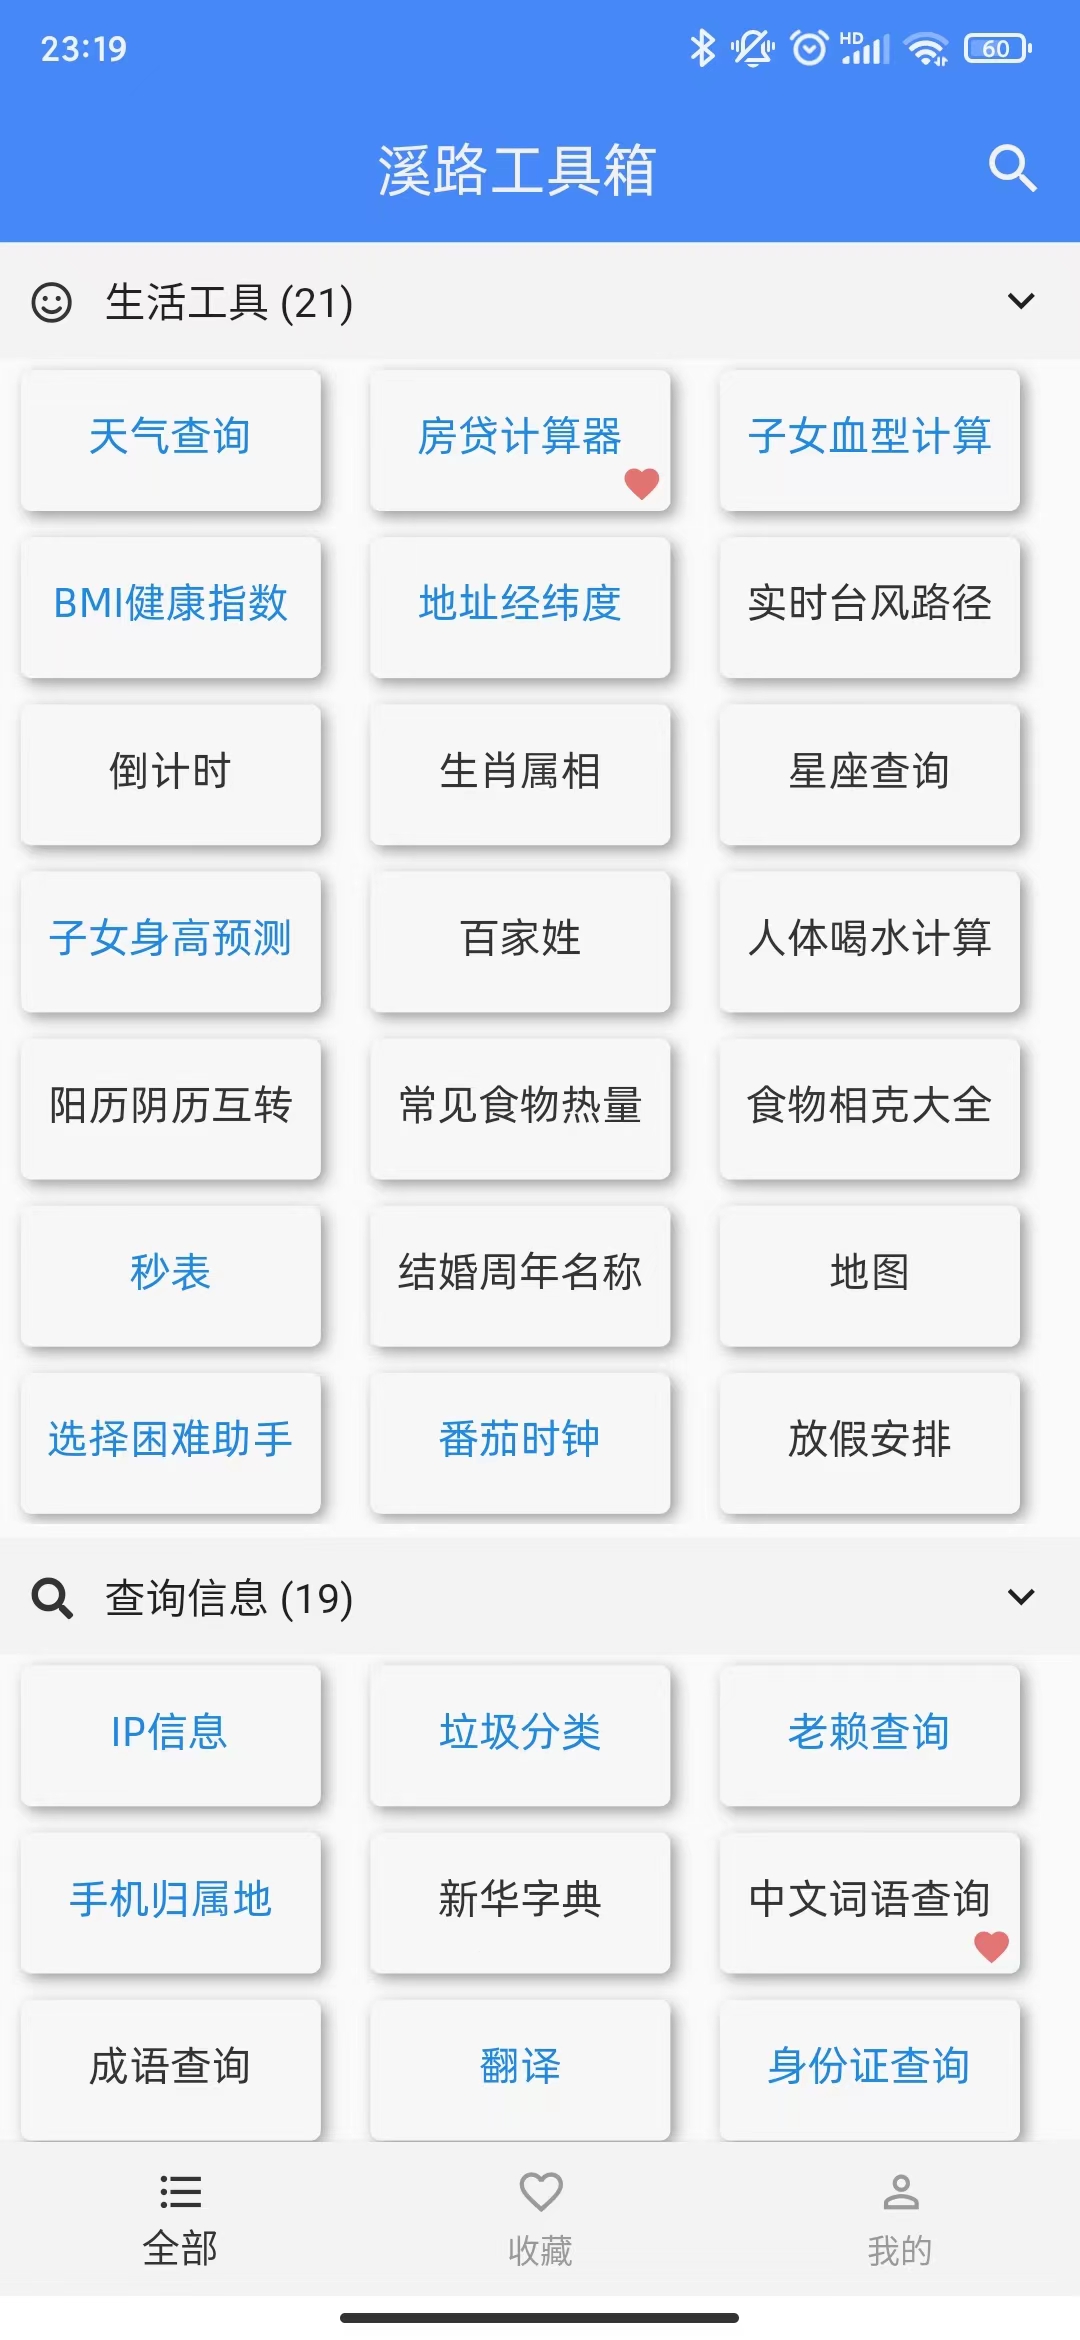 23:19
HD
60
溪路工具箱
生活工具 (21)
天气查询
房贷计算器
子女血型计算
BMI健康指数
地址经纬度
实时台风路径
倒计时
生肖属相
星座查询
子女身高预测
百家姓
人体喝水计算
阳历阴历互转
常见食物热量
食物相克大全
秒表
结婚周年名称
地图
选择困难助手
番茄时钟
放假安排
查询信息 (19)
IP信息
垃圾分类
老赖查询
手机归属地
新华字典
中文词语查询
成语查询
翻译
身份证查询
全部
收藏
我的